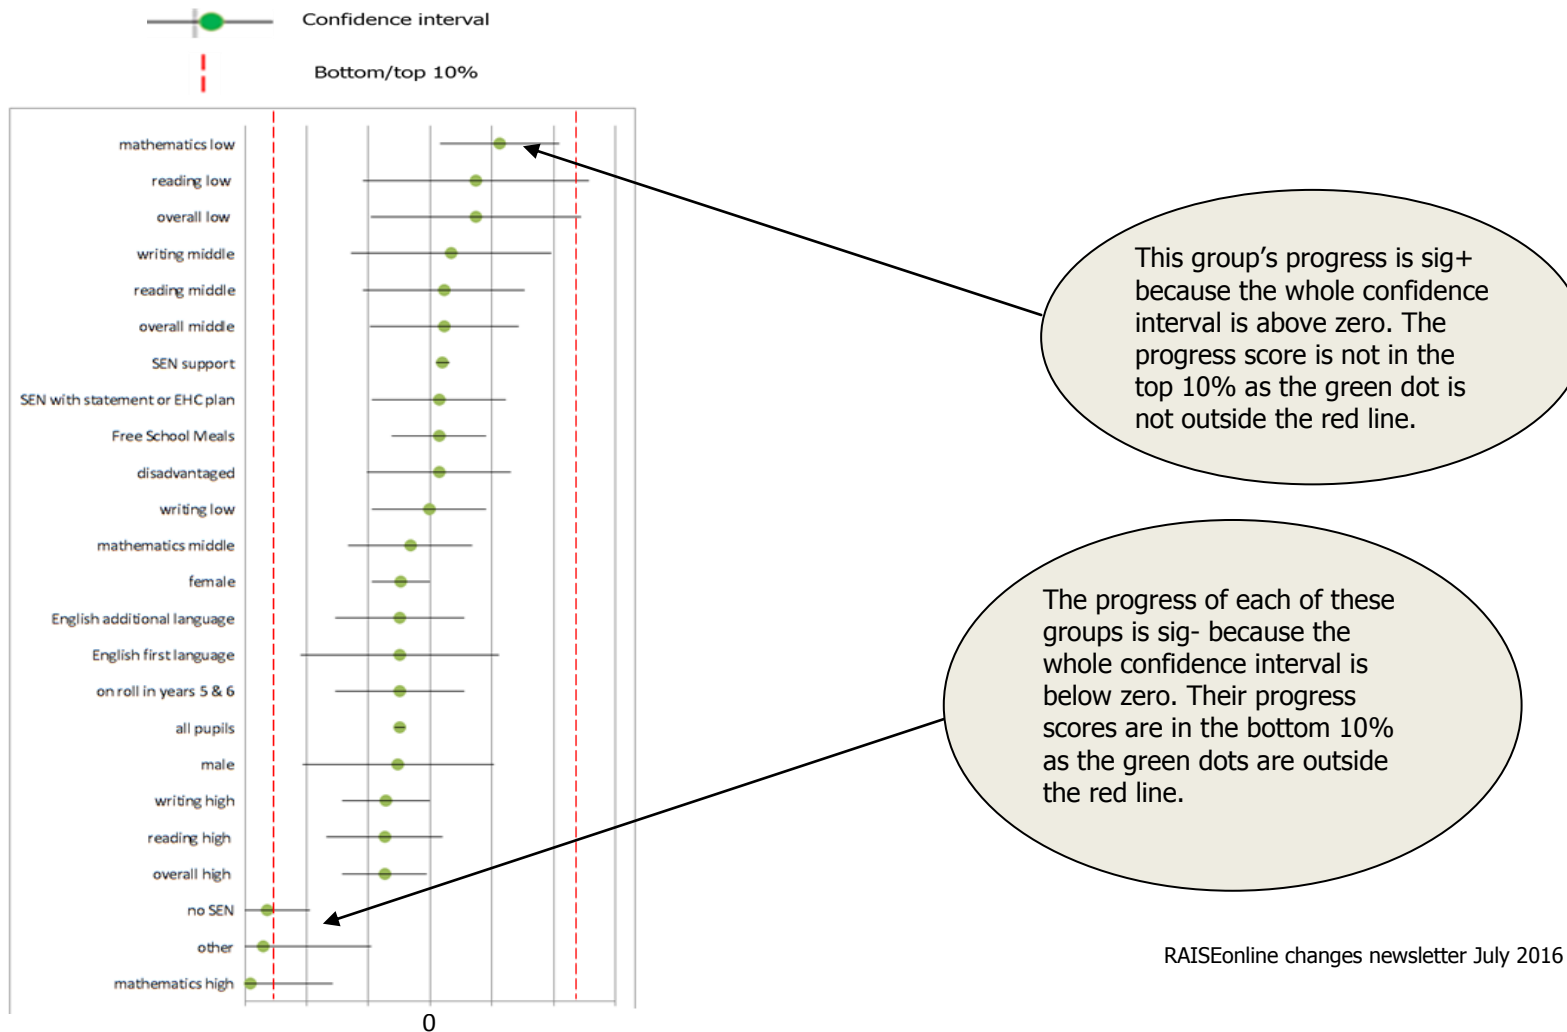 Confidence interval
Bottom/top 10%
mathematics low
reading low
overall low
writing middle
reading middle
overall middle
SEN support
SEN with statement or EHC plan
Free School Meals
disadvantaged
writing low
mathematics middle
female
English additional language
English first language
on roll in years 5 & 6
all pupils
male
writing high
reading high
overall high
no SEN
other
mathematics high
0
This group’s progress is sig+
because the whole confidence
interval is above zero. The
progress score is not in the
top 10% as the green dot is
not outside the red line.
The progress of each of these
groups is sig- because the
whole confidence interval is
below zero. Their progress
scores are in the bottom 10%
as the green dots are outside
the red line.
RAISEonline changes newsletter July 2016